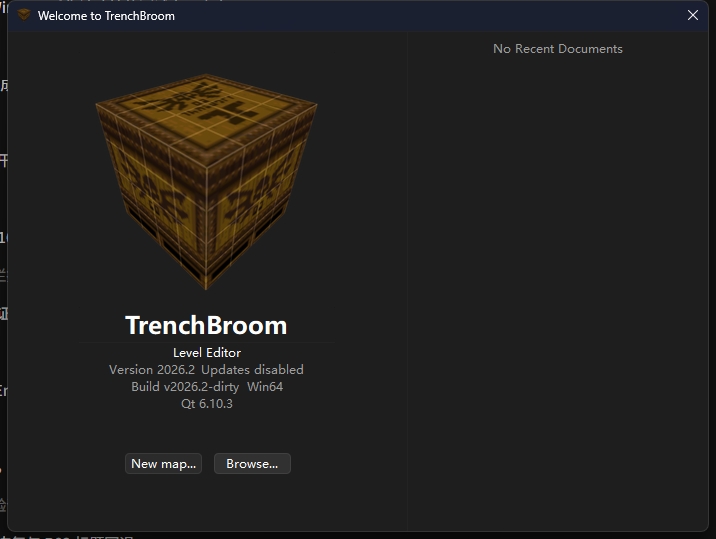 Welcome to TrenchBroom
No Recent Documents
TrenchBroom
Level Editor
Version 2026.2 Updates disabled
Build v2026.2-dirty Win64
Qt 6.10.3
New map...
Browse...